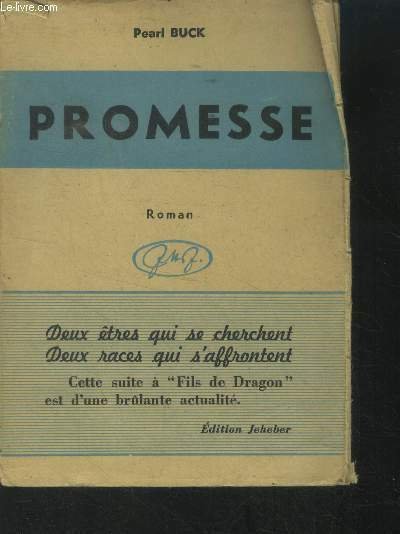 © Le-livre.com
Pearl BUCK
PROMESSE
Roman
Deux êtres qui se cherchent
Deux races qui s'affrontent
Cette suite à "Fils de Dragon"
est d'une brûlante actualité.
Édition Jeheber